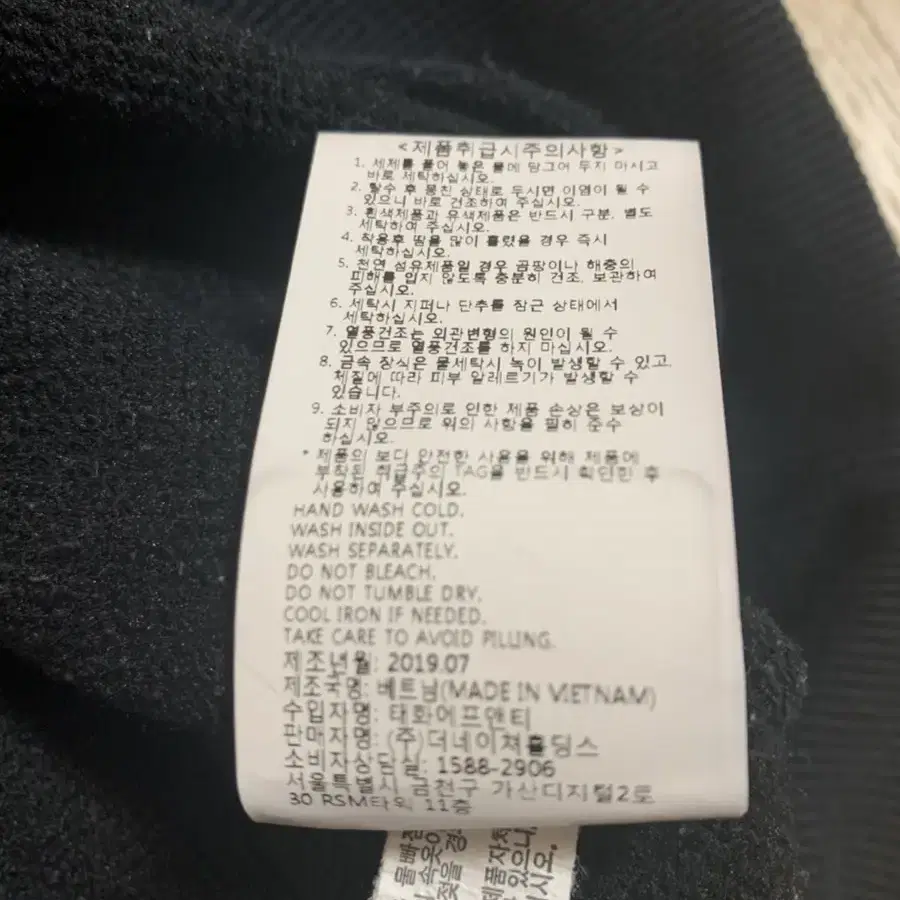 <제품취급시주의사항>
1. 세제를 풀어 놓은 물에 담그어 두지 마시고
바로 세탁하십시오.
2. 탈수 후 뭉친 상태로 두시면 이염이 될 수
있으니 바로 건조하여 주십시오.
3. 흰색제품과 유색제품은 반드시 구분, 별도
세탁하여 주십시오.
4. 착용후 땀을 많이 흘렸을 경우 즉시
세탁하십시오.
5. 천연 섬유제품일 경우 곰팡이나 해충의
피해를 입지 않도록 충분히 건조, 보관하여
주십시오.
6. 세탁시 지퍼나 단추를 잠근 상태에서
세탁하십시오.
7. 열풍건조는 외관변형의 원인이 될 수
있으므로 열풍건조를 하지 마십시오.
8. 금속 장식은 물세탁시 녹이 발생할 수 있고,
체질에 따라 피부 알레르기가 발생할 수
있습니다.
9. 소비자 부주의로 인한 제품 손상은 보상이
되지 않으므로 위의 사항을 필히 준수
하십시오.
* 제품의 보다 안전한 사용을 위해 제품에
부착된 취급주의 TAG을 반드시 확인한 후
사용하여 주십시오.
HAND WASH COLD.
WASH INSIDE OUT.
WASH SEPARATELY.
DO NOT BLEACH.
DO NOT TUMBLE DRY.
COOL IRON IF NEEDED.
TAKE CARE TO AVOID PILLING.
제조년월: 2019.07
제조국명: 베트남(MADE IN VIETNAM)
수입자명: 태화에프앤티
판매자명: (주)더네이쳐홀딩스
소비자상담실: 1588-2906
서울특별시 금천구 가산디지털2로
30 RSM타워 11층
물빠짐
속옷이
젖을 경
제품자체
있으니,
십시오.